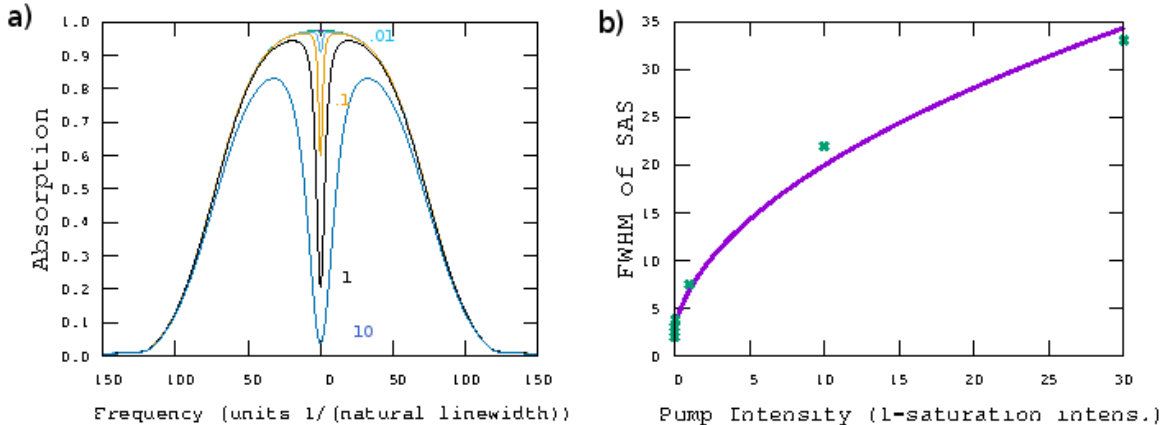 a)
1.0
0.9
0.8
0.7
0.6
0.5
0.4
0.3
0.2
0.1
0.0
Absorption
.01
.1
1
10
150 100 50 0 50 100 150
Frequency (units 1/(natural linewidth))
b)
35
30
25
20
15
10
5
0
FWHM of SAS
0 5 10 15 20 25 30
Pump Intensity (1-saturation intens.)